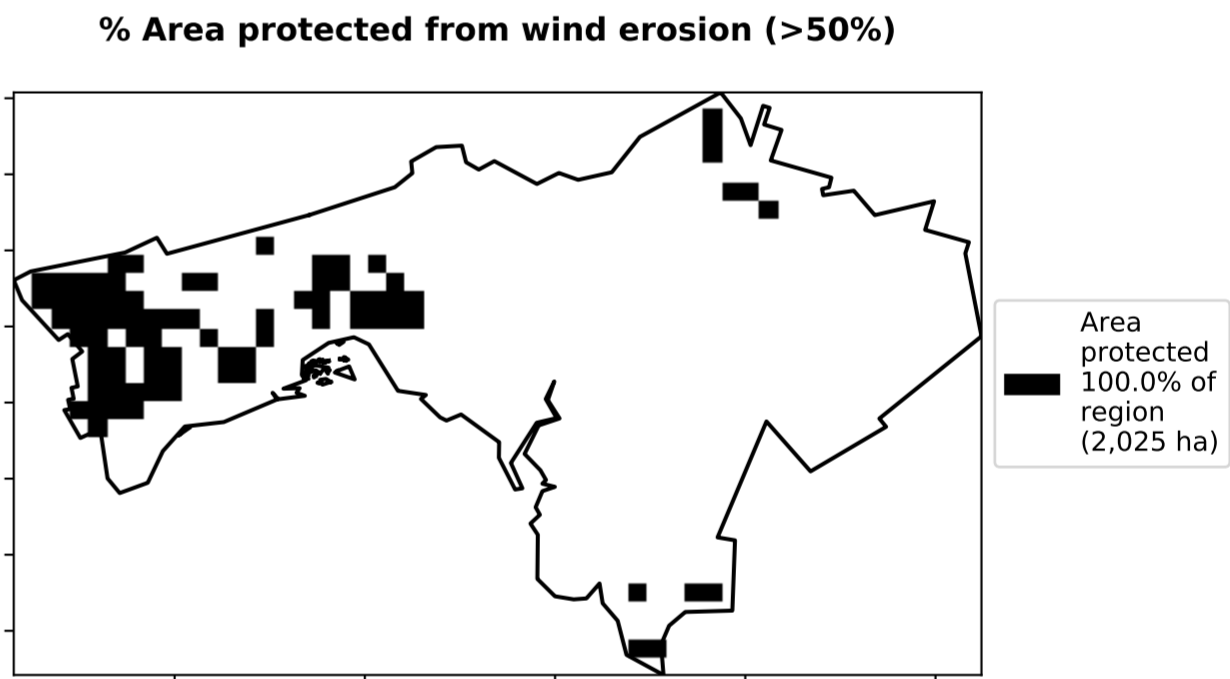 % Area protected from wind erosion (>50%)
Area
protected
100.0% of
region
(2,025 ha)